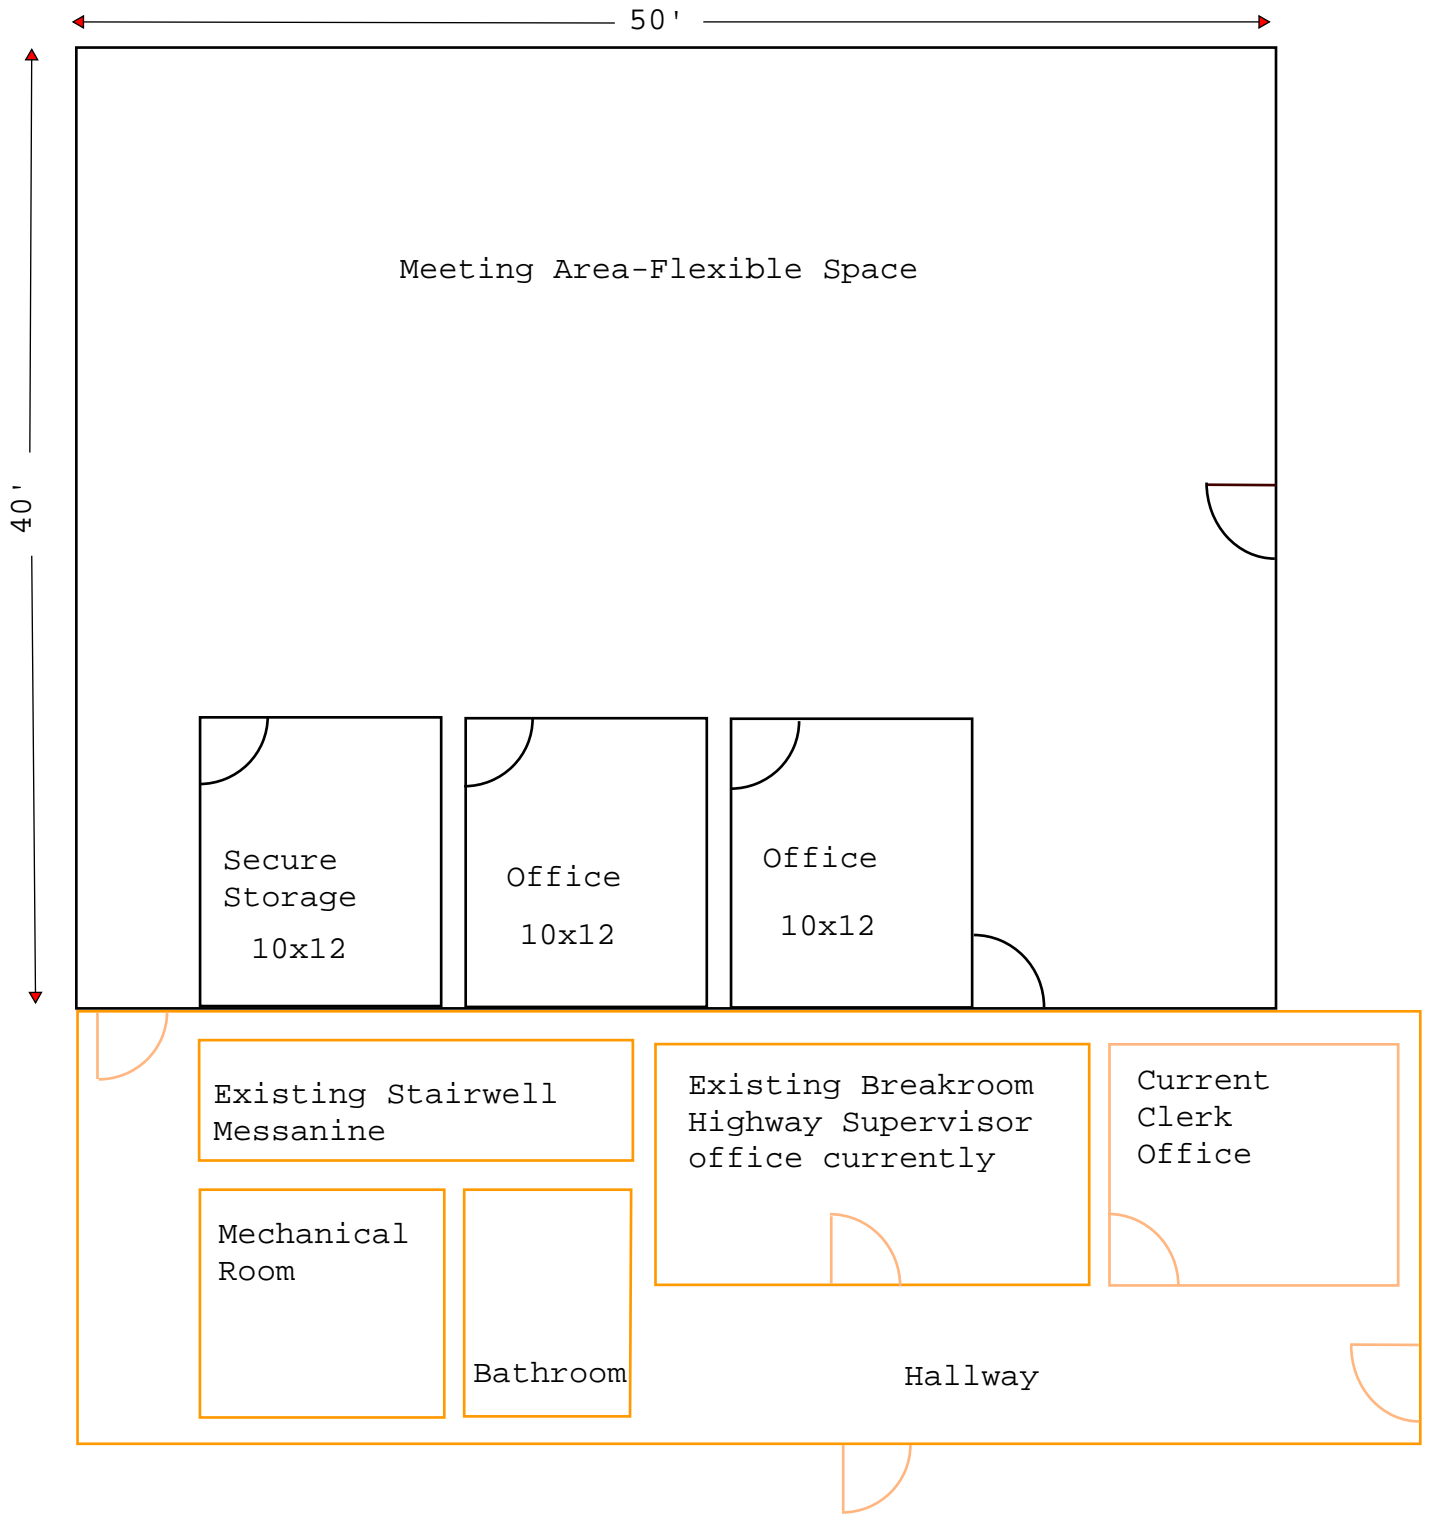 50'
40'
Meeting Area-Flexible Space
Secure
Storage
10x12
Office
10x12
Office
10x12
Existing Stairwell
Messanine
Existing Breakroom
Highway Supervisor
office currently
Current
Clerk
Office
Mechanical
Room
Bathroom
Hallway